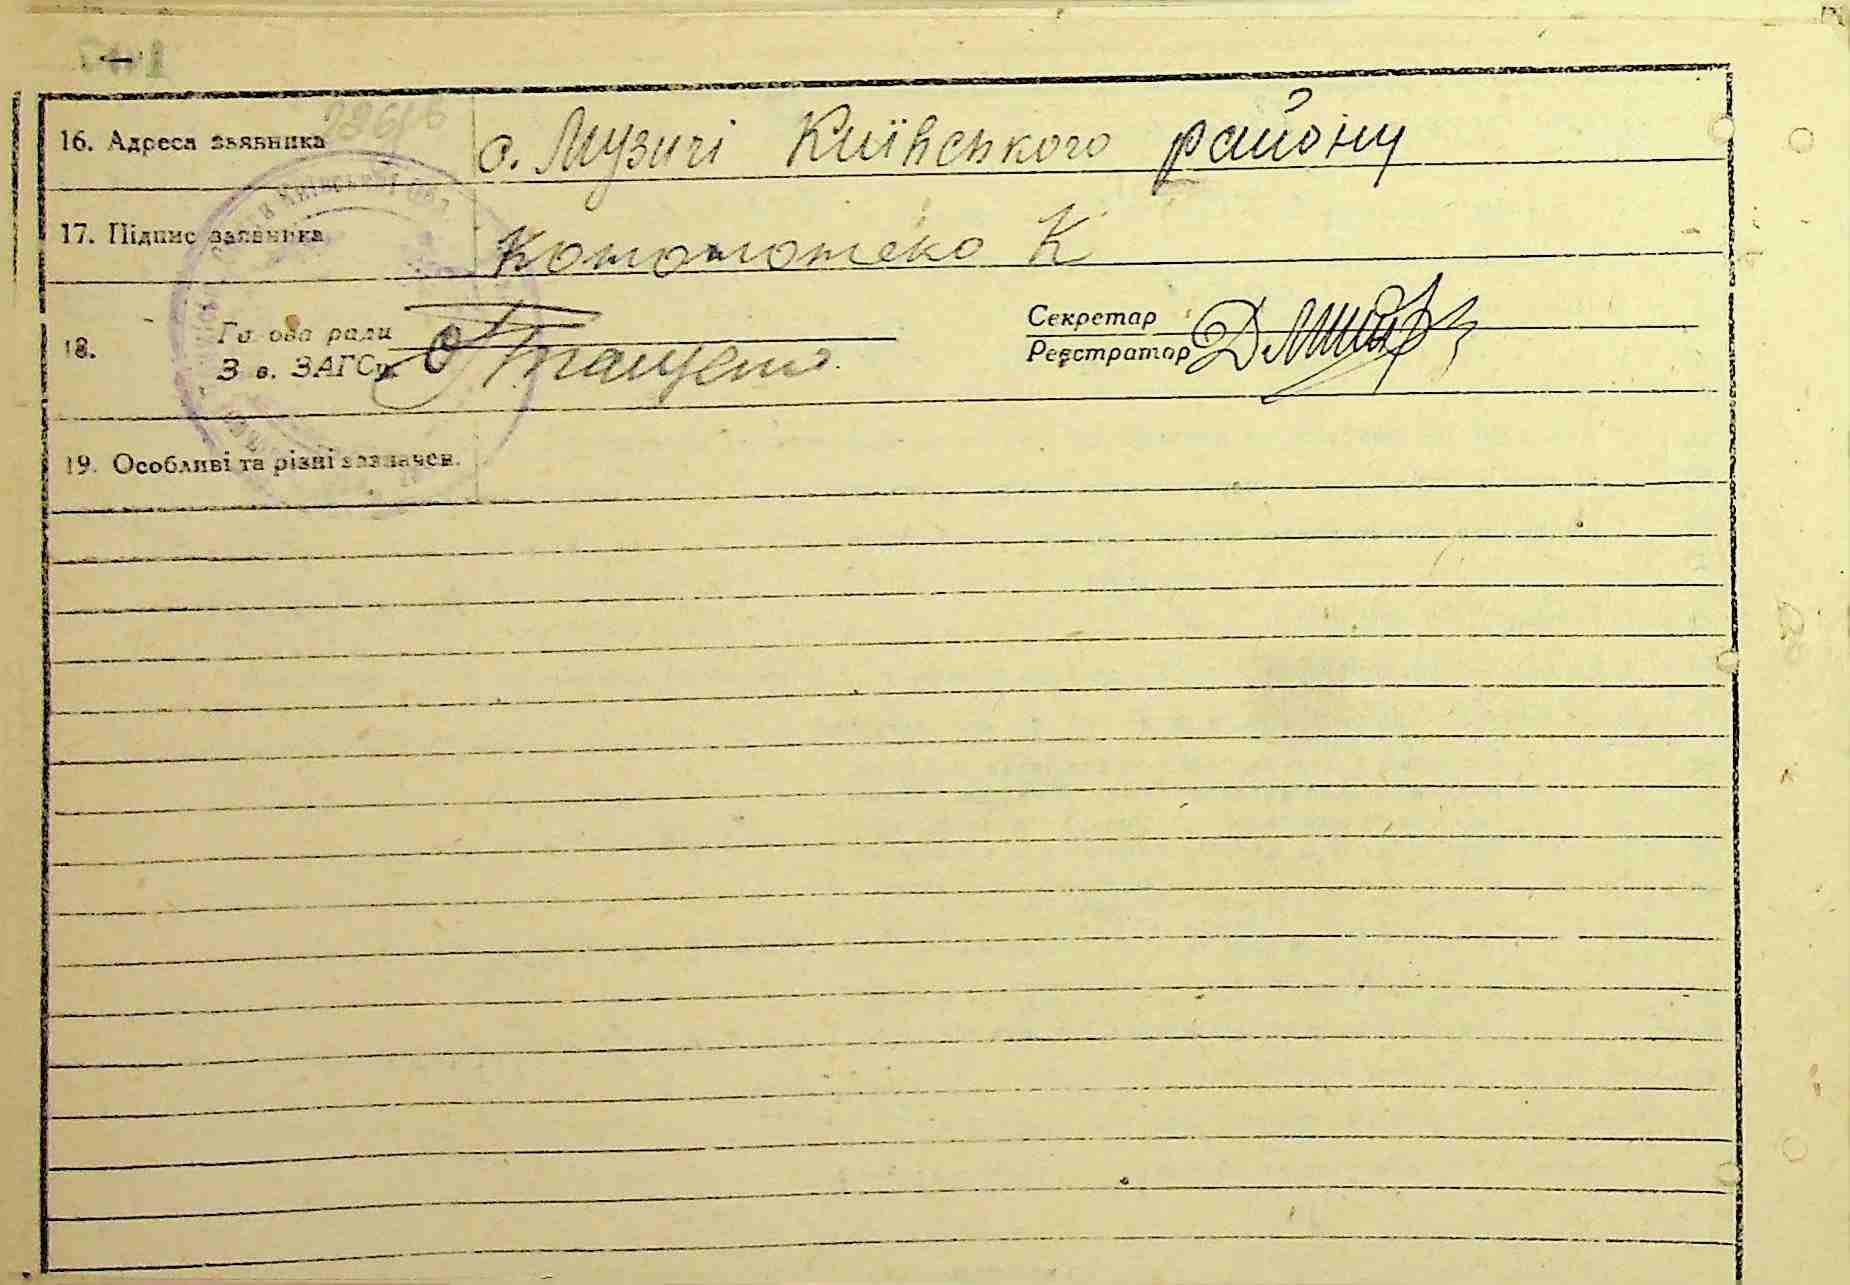 16. Адреса заявника с. Музичі Київського району
17. Підпис заявника К
18. Голова ради Секретар
Зав. ЗАГСу Реєстратор
19. Особливі та різні зазначен.